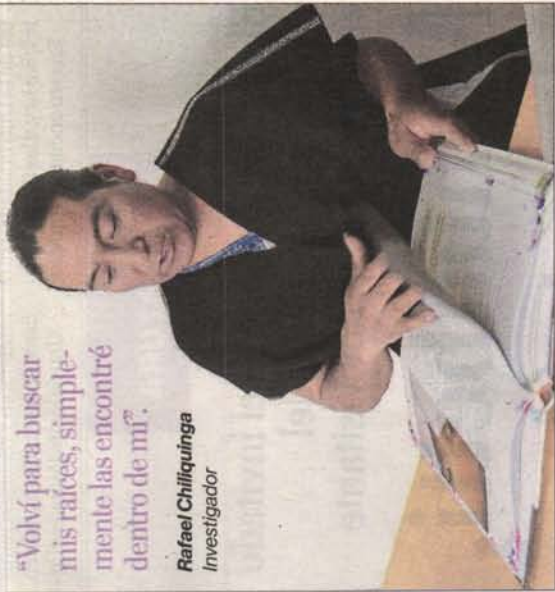 “Volví para buscar
mis raíces, simple-
mente las encontré
dentro de mí”.
Rafael Chiliquinga
Investigador